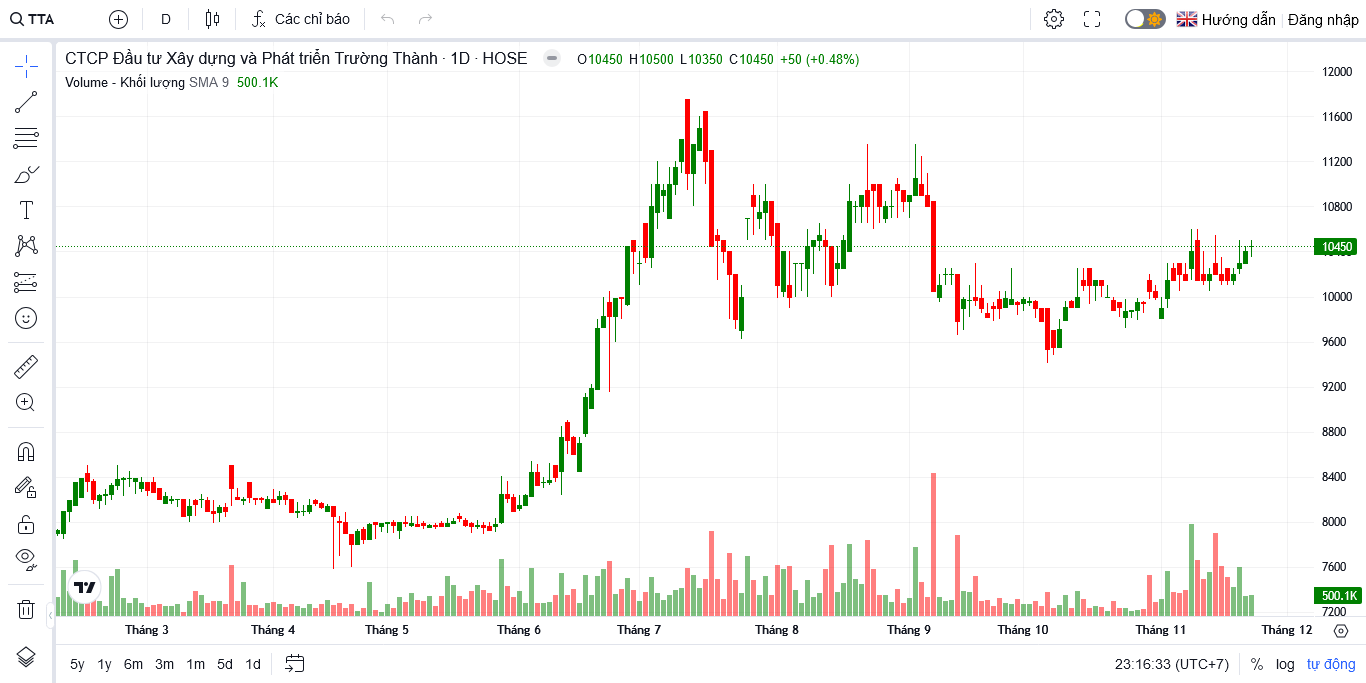 TTA D Các chỉ báo Hướng dẫn Đăng nhập
CTCP Đầu tư Xây dựng và Phát triển Trường Thành · 1D · HOSE O10450 H10500 L10350 C10450 +50 (+0.48%)
Volume - Khối lượng SMA 9 500.1K
12000
11600
11200
10800
10450
10400
10000
9600
9200
8800
8400
8000
7600
500.1K
7200
Tháng 3 Tháng 4 Tháng 5 Tháng 6 Tháng 7 Tháng 8 Tháng 9 Tháng 10 Tháng 11 Tháng 12
5y 1y 6m 3m 1m 5d 1d 23:16:33 (UTC+7) % log tự động